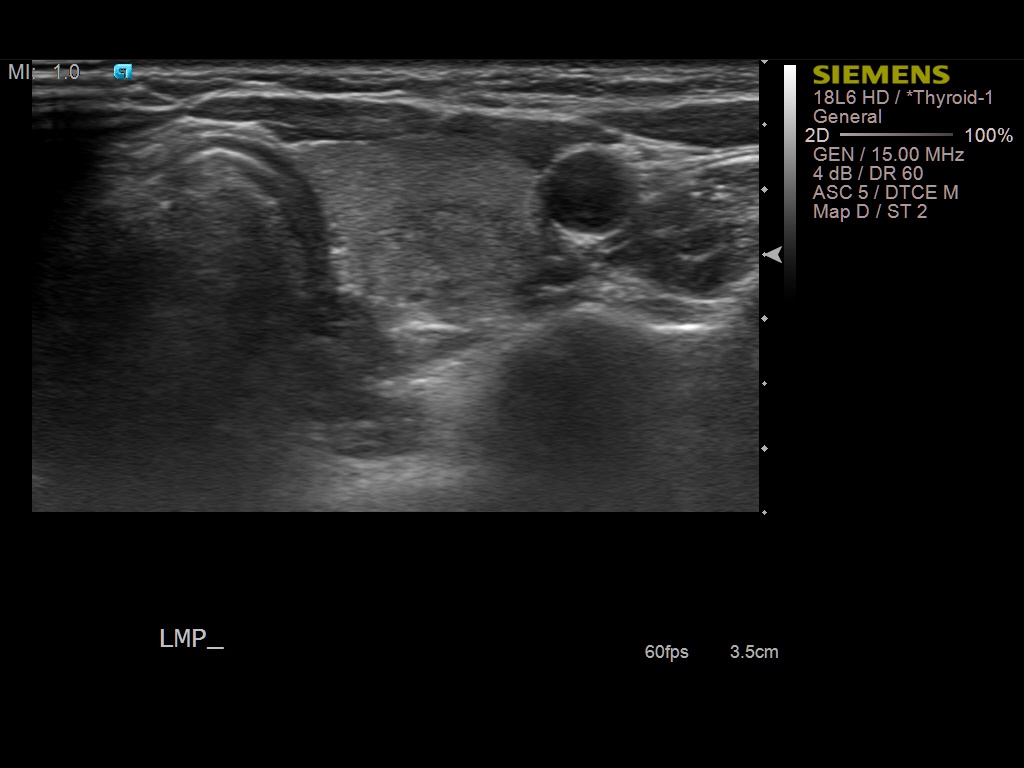 MI: 1.0
SIEMENS
18L6 HD / *Thyroid-1
General
2D 100%
GEN / 15.00 MHz
4 dB / DR 60
ASC 5 / DTCE M
Map D / ST 2
LMP_
60fps 3.5cm